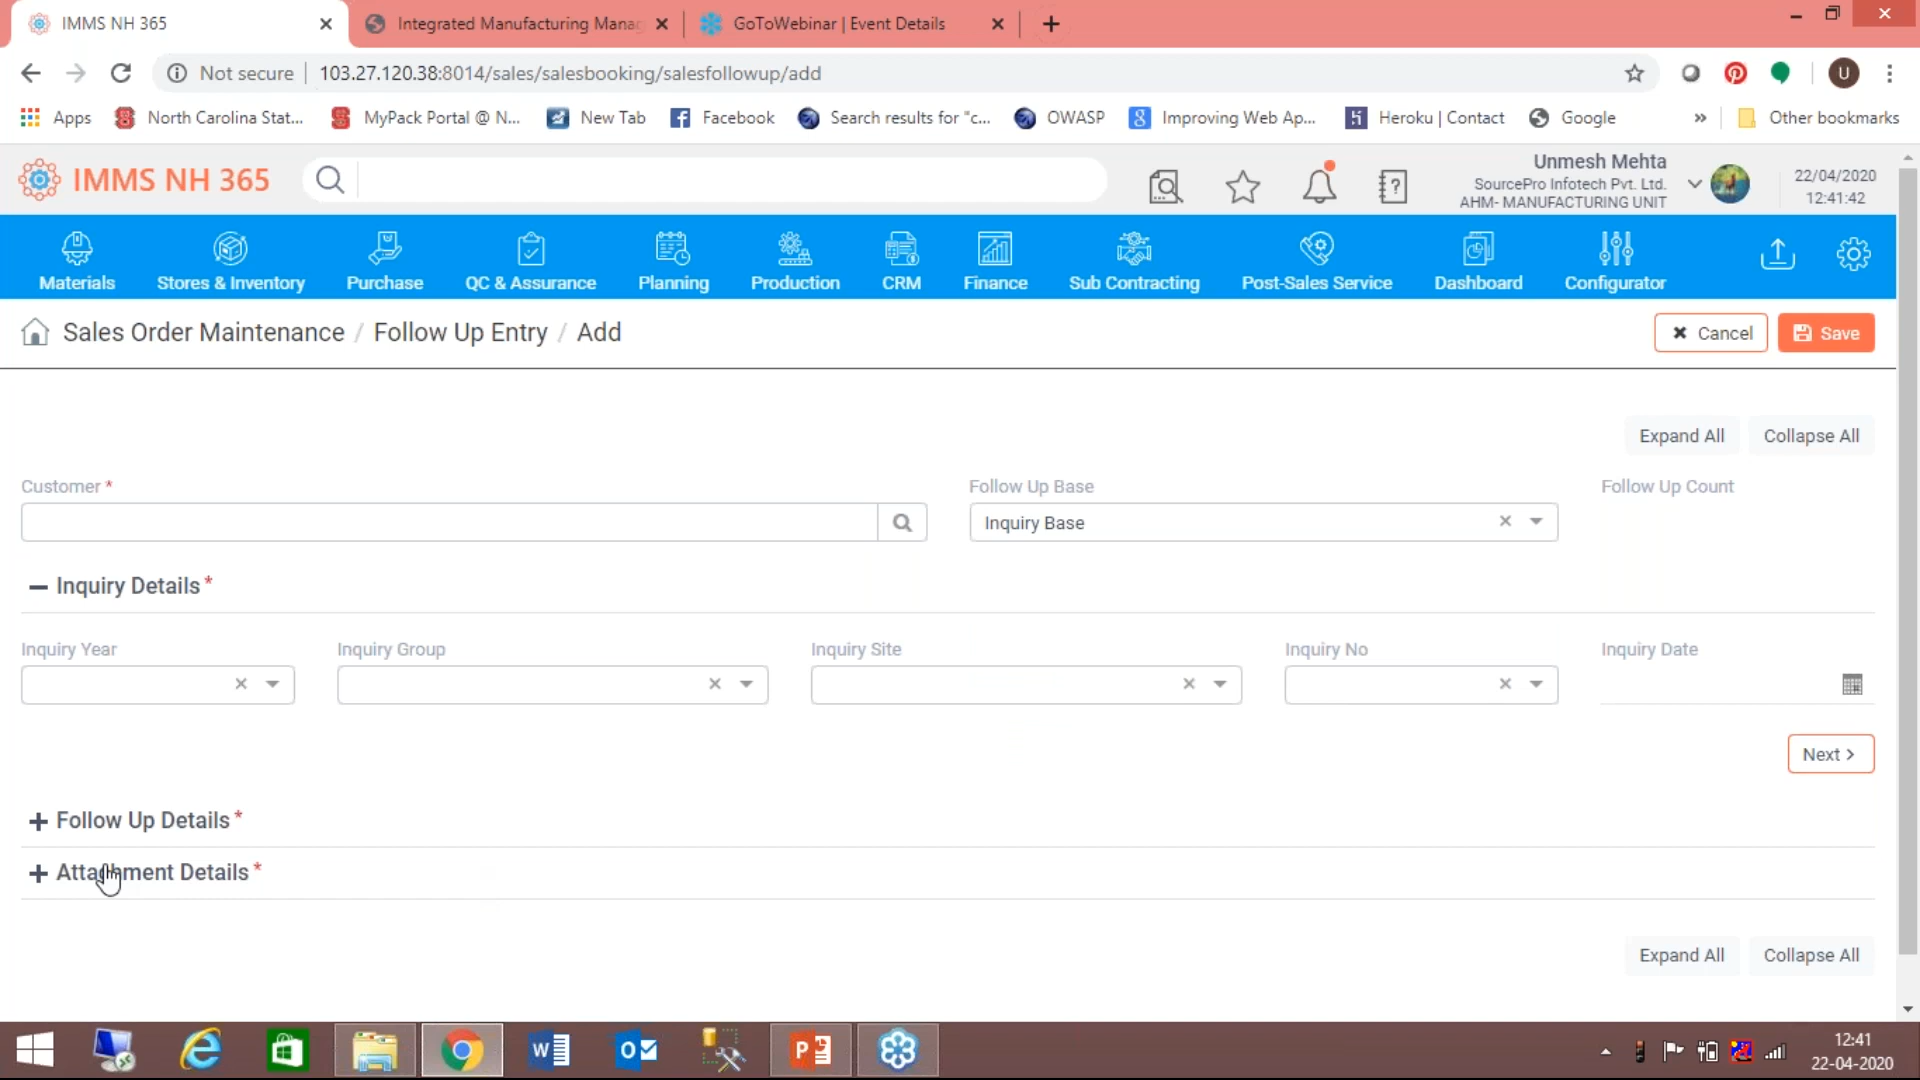 IMMS NH 365
Integrated Manufacturing Manag
GoToWebinar | Event Details
Not secure
103.27.120.38:8014/sales/salesbooking/salesfollowup/add
U
Apps
North Carolina Stat...
MyPack Portal @ N...
New Tab
Facebook
Search results for "c...
OWASP
Improving Web Ap...
Heroku | Contact
Google
»
Other bookmarks
IMMS NH 365
Unmesh Mehta
SourcePro Infotech Pvt. Ltd.
AHM- MANUFACTURING UNIT
22/04/2020
12:41:42
Materials
Stores & Inventory
Purchase
QC & Assurance
Planning
Production
CRM
Finance
Sub Contracting
Post-Sales Service
Dashboard
Configurator
Sales Order Maintenance / Follow Up Entry / Add
Cancel
Save
Expand All
Collapse All
Customer *
Follow Up Base
Follow Up Count
Inquiry Base
Inquiry Details *
Inquiry Year
Inquiry Group
Inquiry Site
Inquiry No
Inquiry Date
Next >
Follow Up Details *
Attachment Details *
Expand All
Collapse All
12:41
22-04-2020